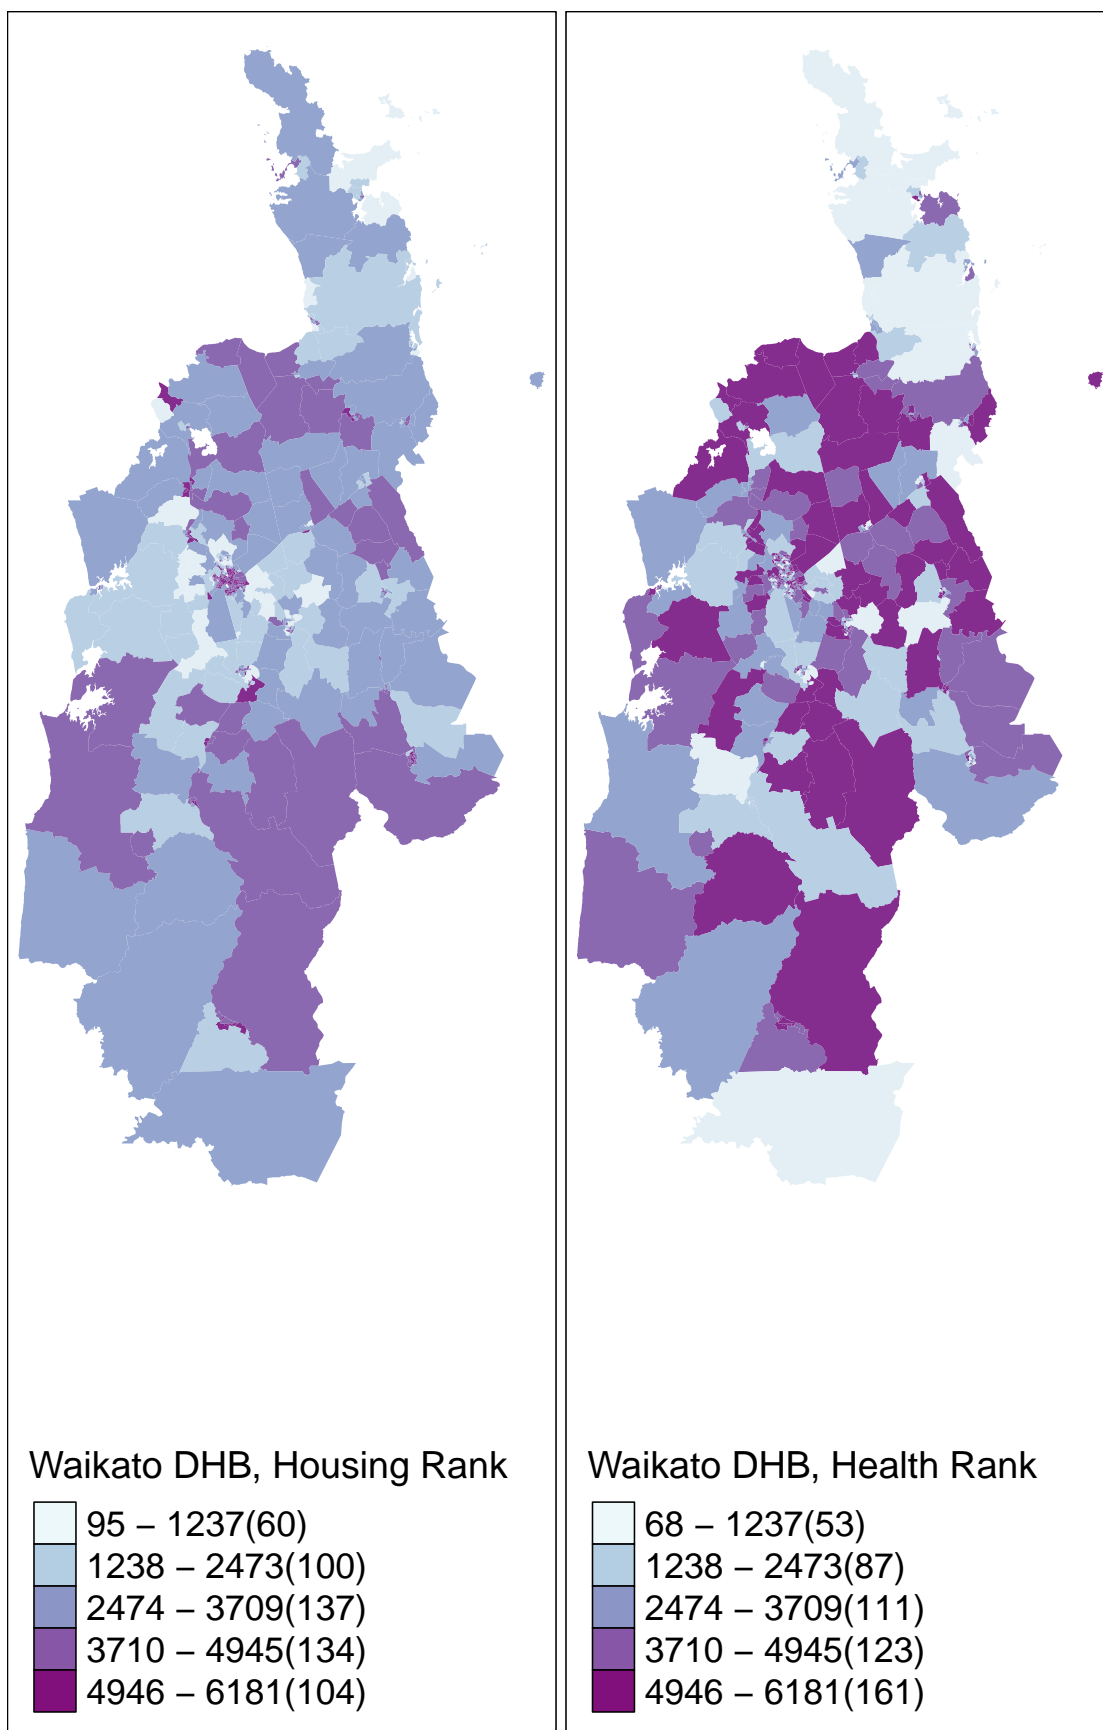 Waikato DHB, Housing Rank
95 – 1237(60)
1238 – 2473(100)
2474 – 3709(137)
3710 – 4945(134)
4946 – 6181(104)
Waikato DHB, Health Rank
68 – 1237(53)
1238 – 2473(87)
2474 – 3709(111)
3710 – 4945(123)
4946 – 6181(161)